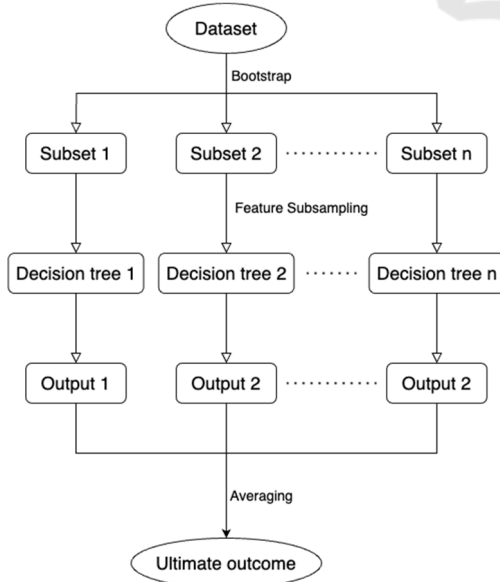 Dataset
Bootstrap
Subset 1
Subset 2
Subset n
Feature Subsampling
Decision tree 1
Decision tree 2
Decision tree n
Output 1
Output 2
Output 2
Averaging
Ultimate outcome